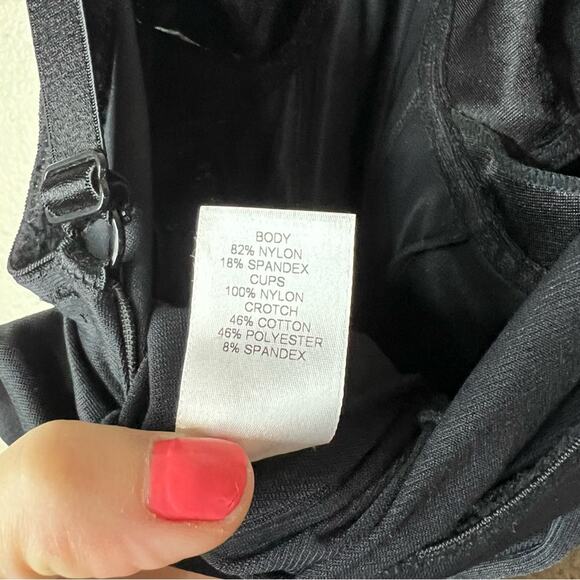 BODY
82% NYLON
18% SPANDEX
CUPS
100% NYLON
CROTCH
46% COTTON
46% POLYESTER
8% SPANDEX